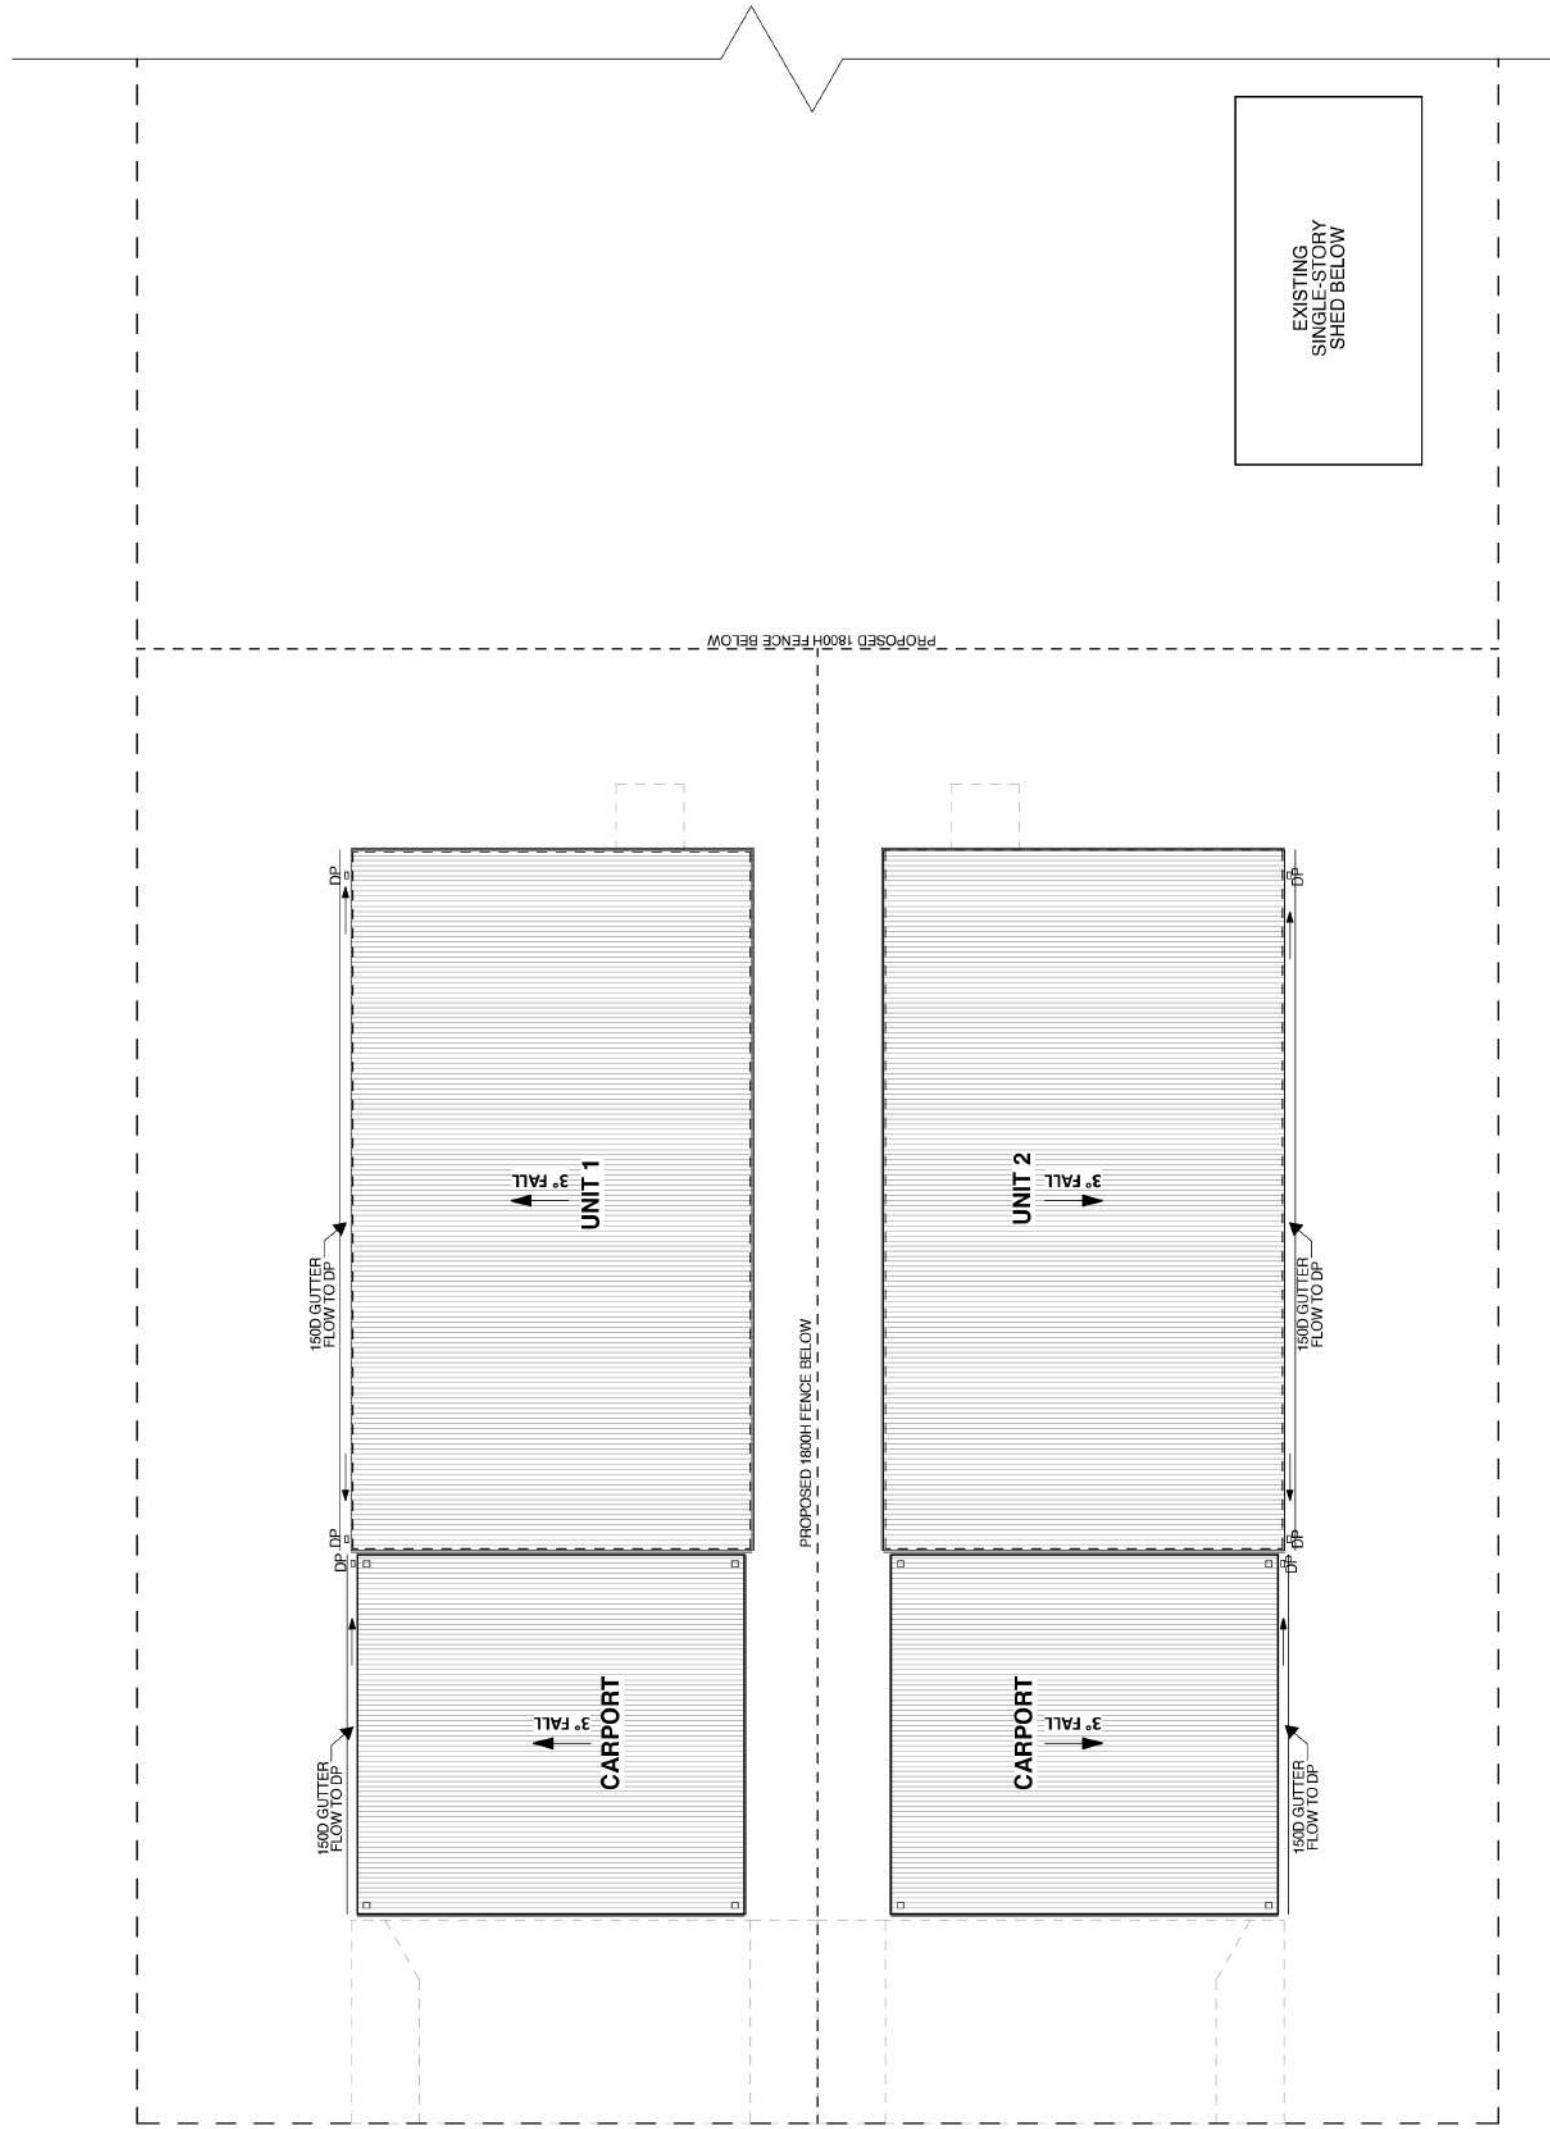 EXISTING
SINGLE-STORY
SHED BELOW
PROPOSED 1800H FENCE BELOW
DP
DP
3° FALL
UNIT 1
UNIT 2
3° FALL
150D GUTTER
FLOW TO DP
150D GUTTER
FLOW TO DP
PROPOSED 1800H FENCE BELOW
DP
DP
DP
DP
3° FALL
CARPORT
CARPORT
3° FALL
150D GUTTER
FLOW TO DP
150D GUTTER
FLOW TO DP